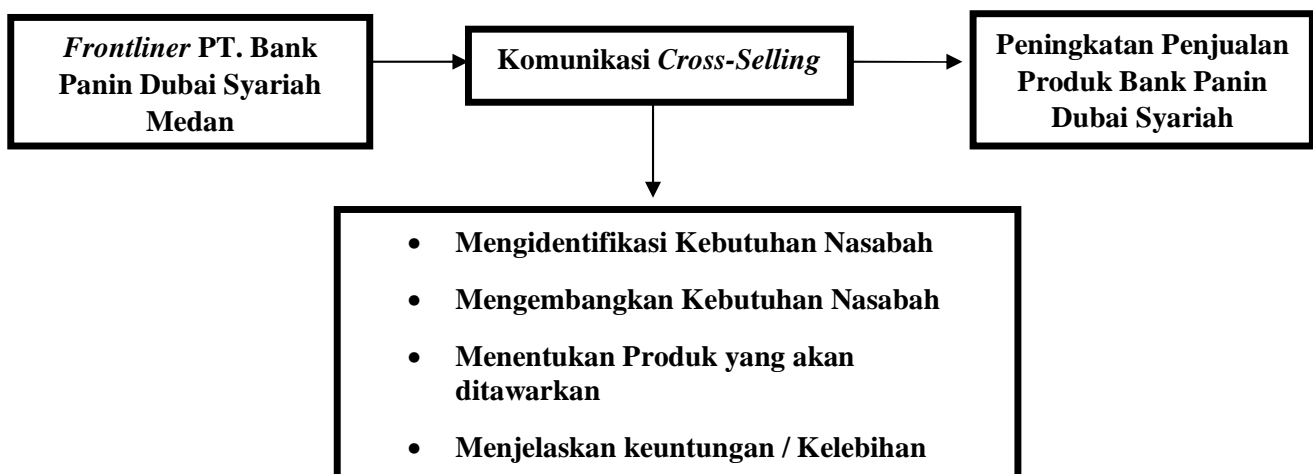 Frontliner PT. Bank
Panin Dubai Syariah
Medan
Komunikasi Cross-Selling
Peningkatan Penjualan
Produk Bank Panin
Dubai Syariah
• Mengidentifikasi Kebutuhan Nasabah
• Mengembangkan Kebutuhan Nasabah
• Menentukan Produk yang akan
ditawarkan
• Menjelaskan keuntungan / Kelebihan